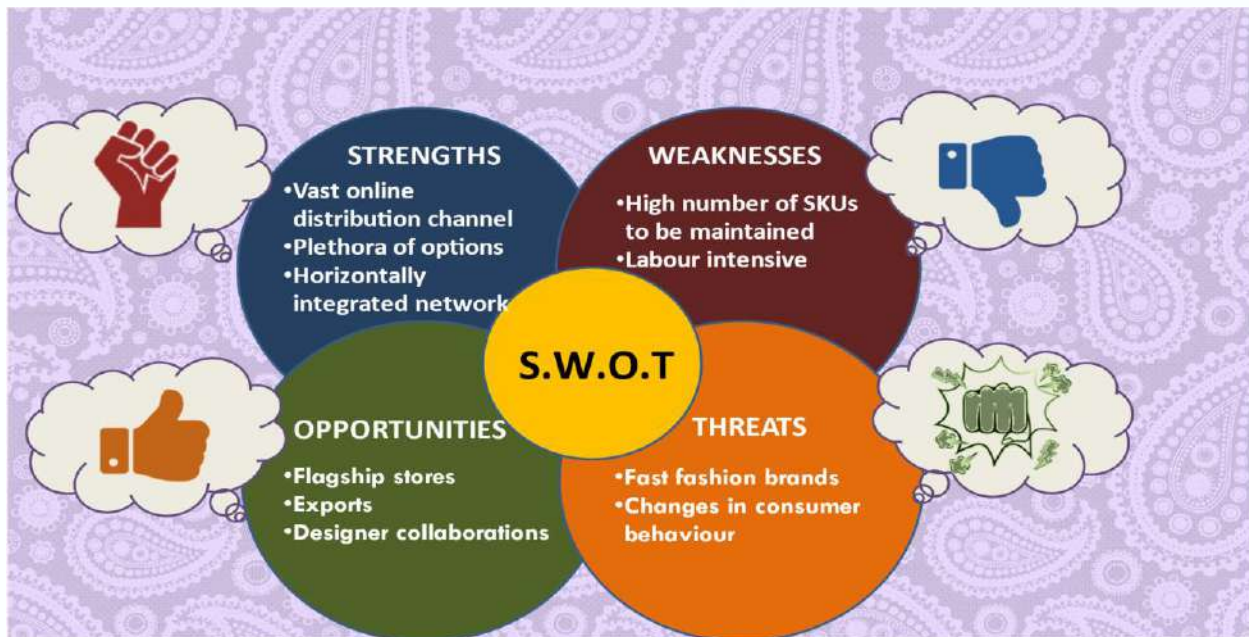 STRENGTHS
•Vast online
distribution channel
•Plethora of options
•Horizontally
integrated network
WEAKNESSES
•High number of SKUs
to be maintained
•Labour intensive
S.W.O.T
OPPORTUNITIES
•Flagship stores
•Exports
•Designer collaborations
THREATS
•Fast fashion brands
•Changes in consumer
behaviour